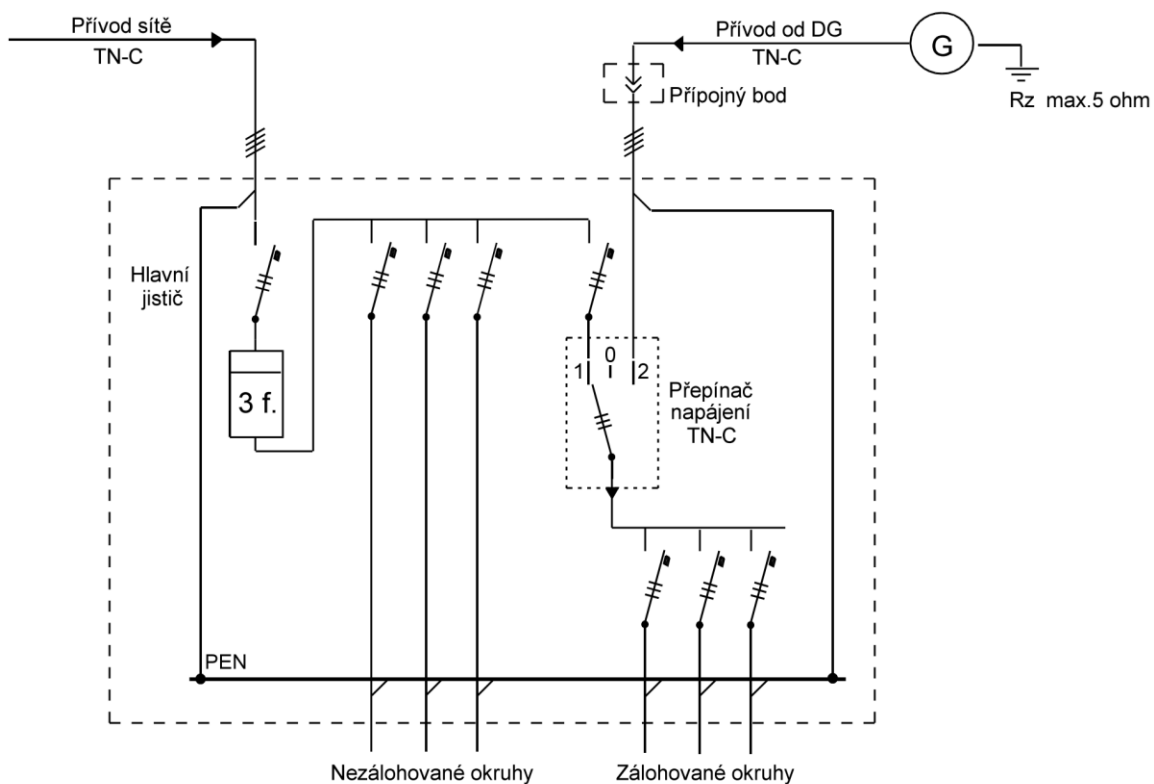 Přívod sítě
TN-C
Přívod od DG
TN-C
G
Přípojný bod
Rz max.5 ohm
Hlavní
jistič
3 f.
1
0
2
Přepínač
napájení
TN-C
PEN
Nezálohované okruhy
Zálohované okruhy